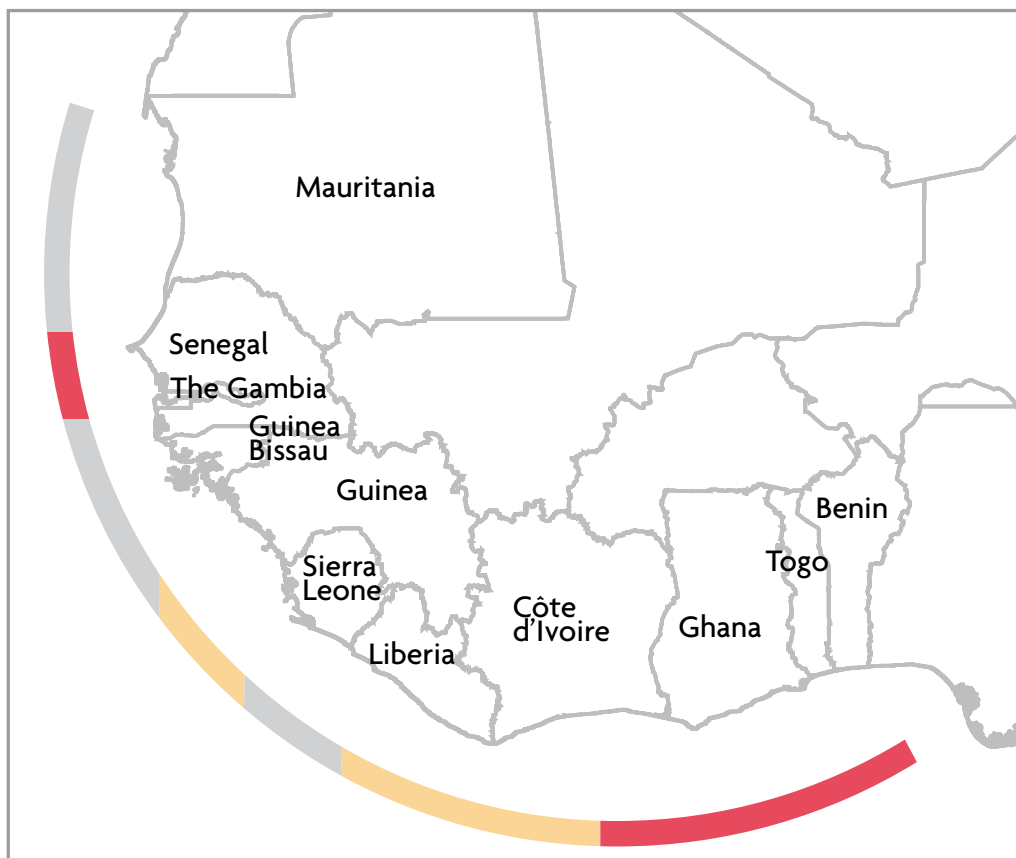 Mauritania
Senegal
The Gambia
Guinea
Bissau
Guinea
Benin
Sierra
Leone
Togo
Côte
d'Ivoire
Ghana
Liberia